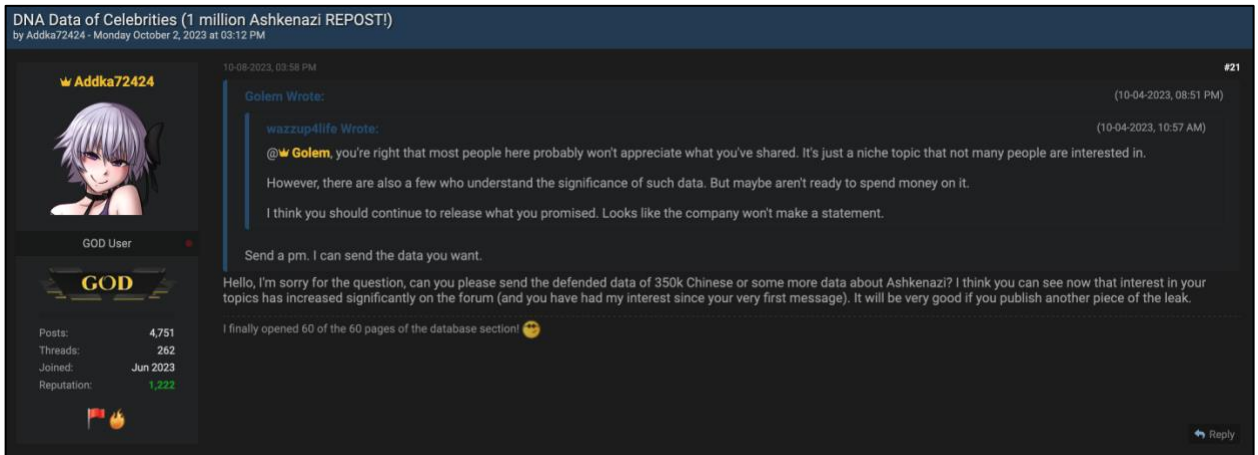 DNA Data of Celebrities (1 million Ashkenazi REPOST!)
by Addka72424 - Monday October 2, 2023 at 03:12 PM
Addka72424
GOD User
GOD
Posts: 4,751
Threads: 262
Joined: Jun 2023
Reputation: 1,222
10-08-2023, 03:58 PM #21
Golem Wrote: (10-04-2023, 08:51 PM)
wazzup4life Wrote: (10-04-2023, 10:57 AM)
@Golem, you're right that most people here probably won't appreciate what you've shared. It's just a niche topic that not many people are interested in.
However, there are also a few who understand the significance of such data. But maybe aren't ready to spend money on it.
I think you should continue to release what you promised. Looks like the company won't make a statement.
Send a pm. I can send the data you want.
Hello, I'm sorry for the question, can you please send the defended data of 350k Chinese or some more data about Ashkenazi? I think you can see now that interest in your
topics has increased significantly on the forum (and you have had my interest since your very first message). It will be very good if you publish another piece of the leak.
I finally opened 60 of the 60 pages of the database section!
Reply